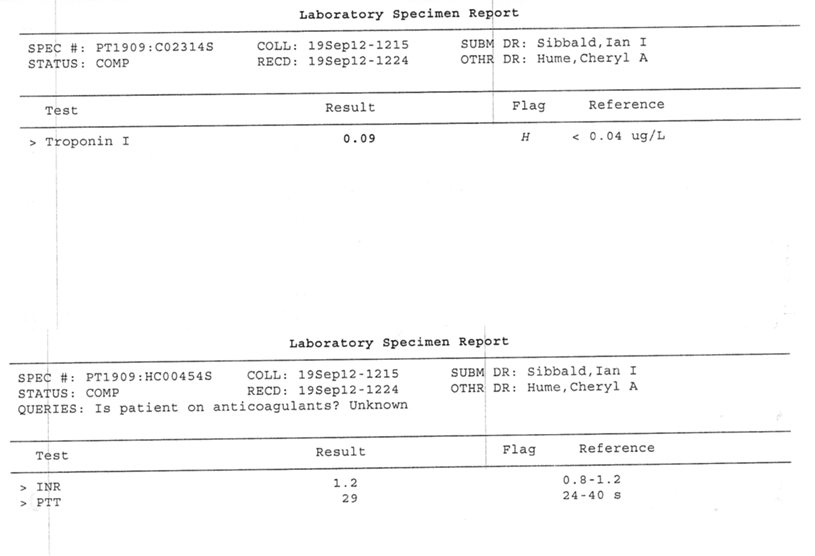 Laboratory Specimen Report
SPEC #: PT1909:C02314S COLL: 19Sep12-1215 SUBM DR: Sibbald,Ian I
STATUS: COMP RECD: 19Sep12-1224 OTHR DR: Hume,Cheryl A
Test Result Flag Reference
> Troponin I 0.09 H < 0.04 ug/L
Laboratory Specimen Report
SPEC #: PT1909:HC00454S COLL: 19Sep12-1215 SUBM DR: Sibbald,Ian I
STATUS: COMP RECD: 19Sep12-1224 OTHR DR: Hume,Cheryl A
QUERIES: Is patient on anticoagulants? Unknown
Test Result Flag Reference
> INR 1.2 0.8-1.2
> PTT 29 24-40 s